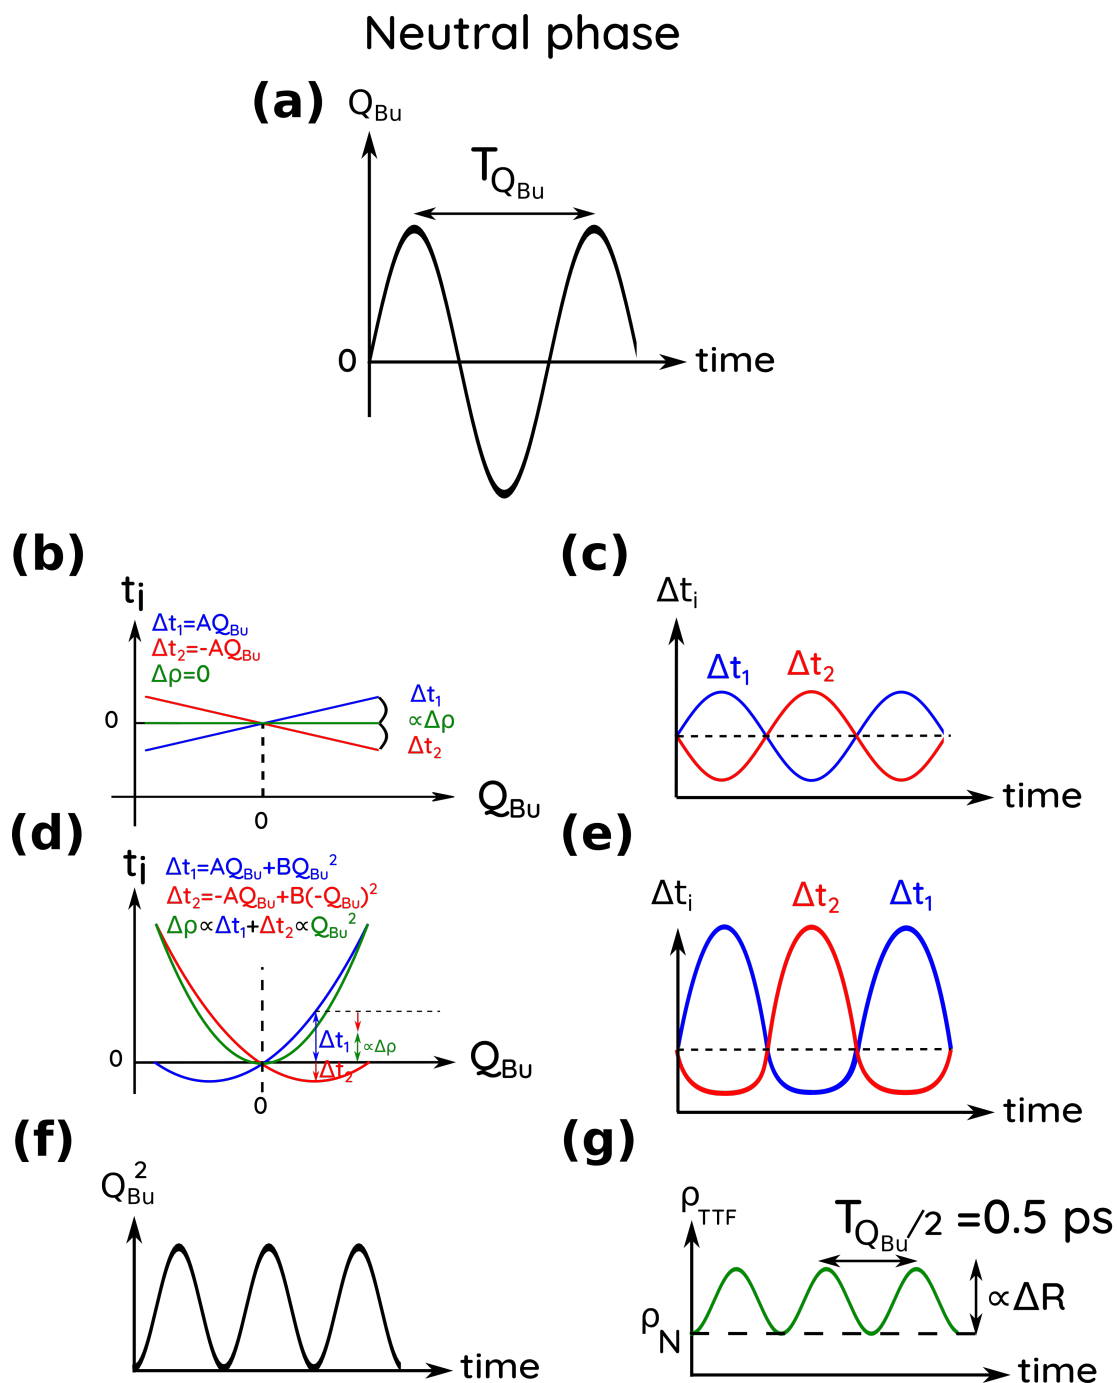 Neutral phase
(a)
Q_Bu
T_Q_Bu
0
time
(b)
t_i
Δt₁=AQ_Bu
Δt₂=-AQ_Bu
Δρ=0
0
Δt₁
∝Δρ
Δt₂
0
Q_Bu
(c)
Δt_i
Δt₁
Δt₂
time
(d)
t_i
Δt₁=AQ_Bu+BQ_Bu²
Δt₂=-AQ_Bu+B(-Q_Bu)²
Δρ∝Δt₁+Δt₂∝Q_Bu²
0
Δt₁
∝Δρ
Δt₂
0
Q_Bu
(e)
Δt_i
Δt₂
Δt₁
time
(f)
Q_Bu²
time
(g)
ρ_TTF
T_Q_Bu/2 =0.5 ps
∝ΔR
ρ_N
time